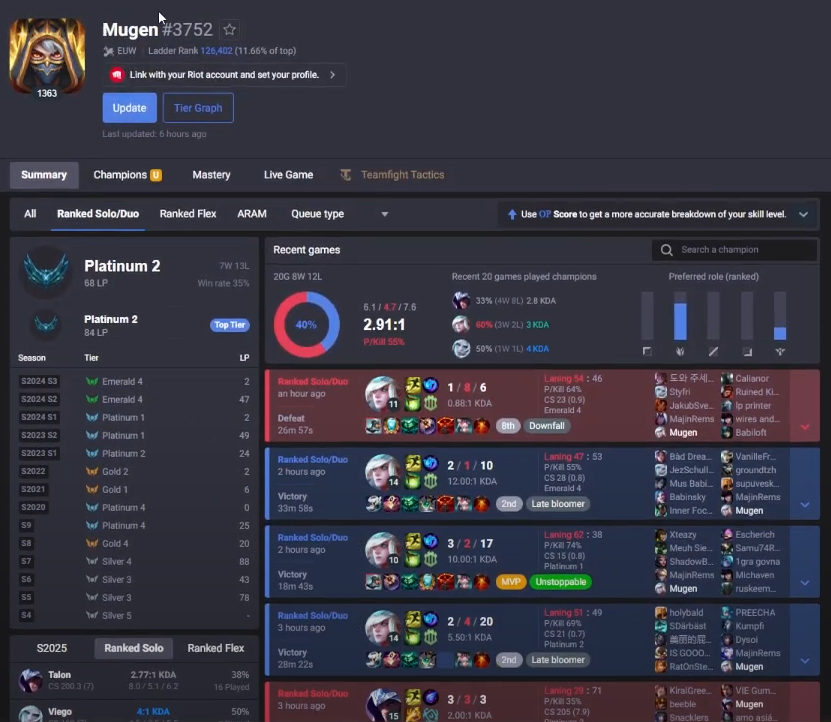 Mugen #3752
EUW Ladder Rank 126,402 (11.66% of top)
Link with your Riot account and set your profile.
1363
Update Tier Graph
Last updated: 6 hours ago
Summary Champions U Mastery Live Game Teamfight Tactics
All Ranked Solo/Duo Ranked Flex ARAM Queue type
Use OP Score to get a more accurate breakdown of your skill level.
Platinum 2 7W 13L
68 LP Win rate 35%
Platinum 2
84 LP
Top Tier
Season Tier LP
S2024 S3 Emerald 4 2
S2024 S2 Emerald 4 47
S2024 S1 Platinum 1 2
S2023 S2 Platinum 1 49
S2023 S1 Platinum 2 24
S2022 Gold 2 2
S2021 Gold 1 6
S2020 Platinum 4 0
S9 Platinum 4 25
S8 Gold 4 20
S7 Silver 4 88
S6 Silver 3 43
S5 Silver 3 78
S4 Silver 5 -
S2025 Ranked Solo Ranked Flex
Talon 2.77:1 KDA 38%
CS 200.3 (7) 8.0 / 5.1 / 6.2 16 Played
Viego 4:1 KDA 50%
Recent games
Search a champion
20G 8W 12L
40%
6.1 / 4.7 / 7.6
2.91:1
P/Kill 55%
Recent 20 games played champions
33% (4W 8L) 2.8 KDA
60% (3W 2L) 3 KDA
50% (1W 1L) 4 KDA
Preferred role (ranked)
Ranked Solo/Duo
an hour ago
Defeat
26m 57s
11
1 / 8 / 6
0.88:1 KDA
8th Downfall
Laning 54 : 46
P/Kill 64%
CS 23 (0.9)
Emerald 4
Styfri
JakubSve...
MajinRems
Mugen
Calianor
Ruined Ki...
lp printer
wires and...
Babiloft
Ranked Solo/Duo
2 hours ago
Victory
33m 58s
14
2 / 1 / 10
12.00:1 KDA
2nd Late bloomer
Laning 47 : 53
P/Kill 55%
CS 28 (0.8)
Emerald 4
Bàd Drea...
JezSchull...
Mus Babi...
Babinsky
Inner Foc...
VanilleFr...
groundtzh
supuvesk...
MajinRems
Mugen
Ranked Solo/Duo
2 hours ago
Victory
18m 43s
10
3 / 2 / 17
10.00:1 KDA
MVP Unstoppable
Laning 62 : 38
P/Kill 74%
CS 15 (0.8)
Platinum 1
Xteazy
Meuh Sie...
ShadowB...
MajinRems
Mugen
Escherich
Samu74R...
1gra govna
Mlchaven
ruskeem...
Ranked Solo/Duo
3 hours ago
Victory
28m 22s
14
2 / 4 / 20
5.50:1 KDA
2nd Late bloomer
Laning 51 : 49
P/Kill 69%
CS 21 (0.7)
Platinum 2
holybald
SDärbäst
IS GOOO...
RatOnSte...
PREECHA
Kumpfi
Dysoi
MajinRems
Mugen
Ranked Solo/Duo
3 hours ago
15
3 / 3 / 3
2.00:1 KDA
Laning 29 : 71
P/Kill 35%
CS 205 (7.9)
KiralGree...
beeble
Snacklers
VIE Gum...
Mugen